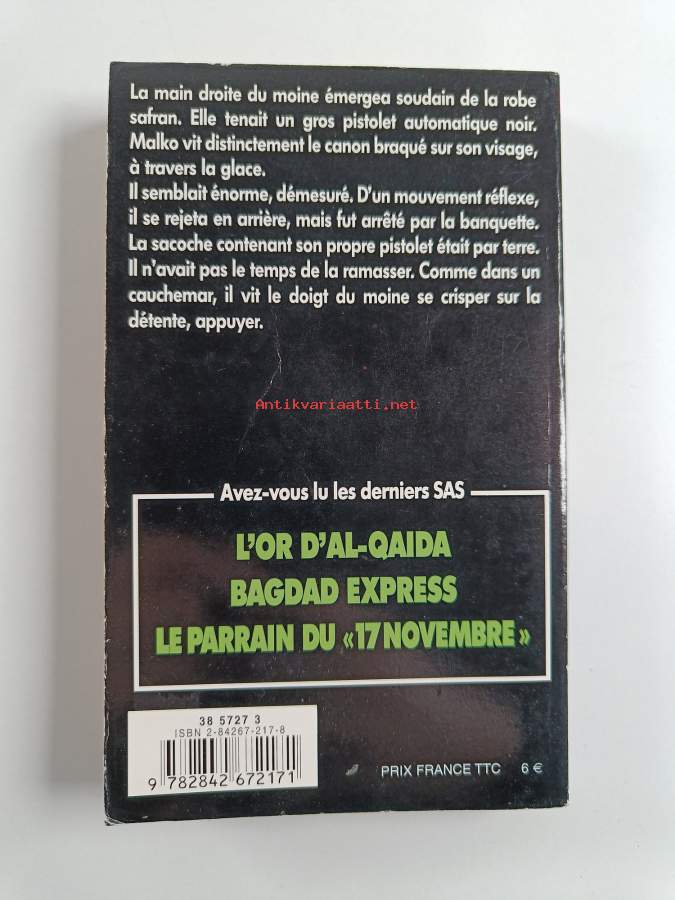 La main droite du moine émergea soudain de la robe
safran. Elle tenait un gros pistolet automatique noir.
Malko vit distinctement le canon braqué sur son visage,
à travers la glace.
Il semblait énorme, démesuré. D'un mouvement réflexe,
il se rejeta en arrière, mais fut arrêté par la banquette.
La sacoche contenant son propre pistolet était par terre.
Il n'avait pas le temps de la ramasser. Comme dans un
cauchemar, il vit le doigt du moine se crisper sur la
détente, appuyer.
Antikvariaatti.net
Avez-vous lu les derniers SAS
L'OR D'AL-QAIDA
BAGDAD EXPRESS
LE PARRAIN DU «17 NOVEMBRE»
38 5727 3
ISBN 2-84267-217-8
9 782842 672171
PRIX FRANCE TTC 6 €